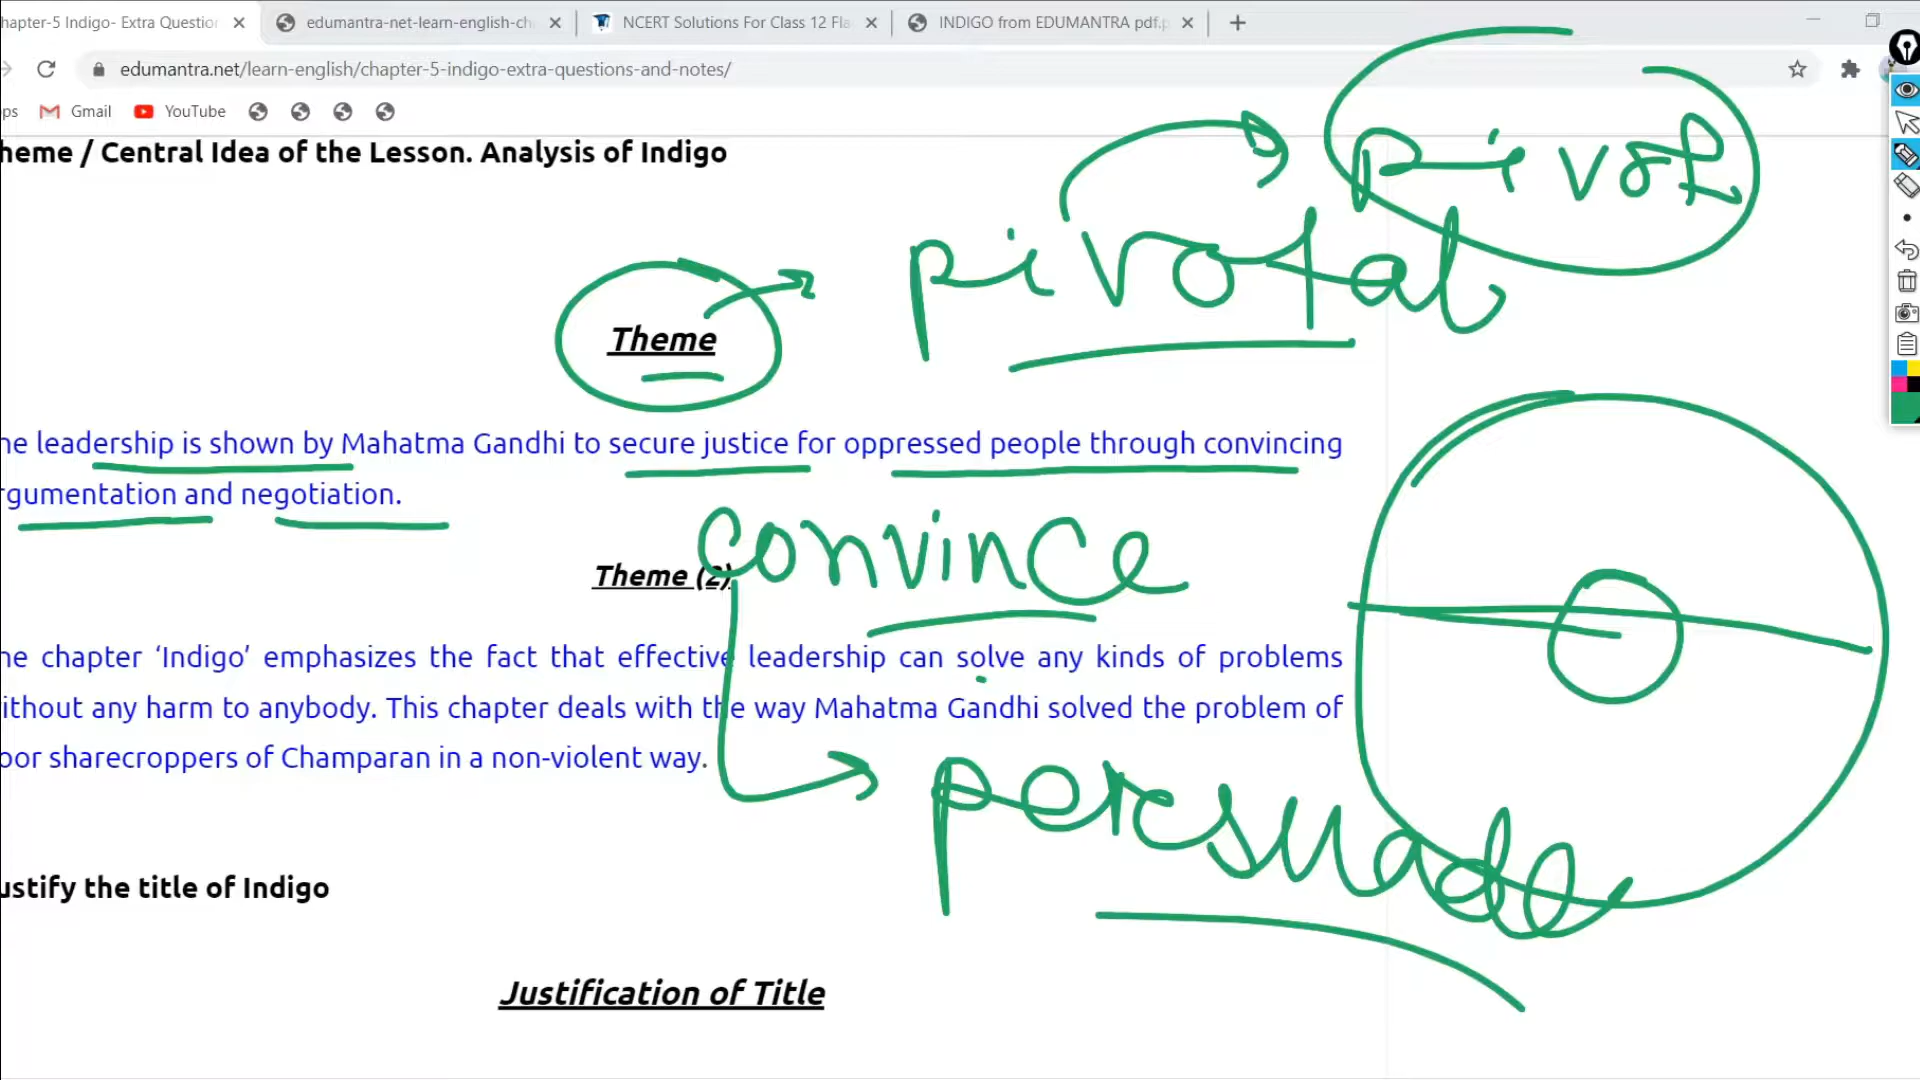 hapter-5 Indigo- Extra Question
edumantra-net-learn-english-ch
NCERT Solutions For Class 12 Fla
INDIGO from EDUMANTRA pdf.p
edumantra.net/learn-english/chapter-5-indigo-extra-questions-and-notes/
ps Gmail YouTube
heme / Central Idea of the Lesson. Analysis of Indigo
pivot
pivotal
Theme
he leadership is shown by Mahatma Gandhi to secure justice for oppressed people through convincing
rgumentation and negotiation.
convince
Theme (2)
he chapter ‘Indigo’ emphasizes the fact that effective leadership can solve any kinds of problems
ithout any harm to anybody. This chapter deals with the way Mahatma Gandhi solved the problem of
oor sharecroppers of Champaran in a non-violent way.
persuade
ustify the title of Indigo
Justification of Title